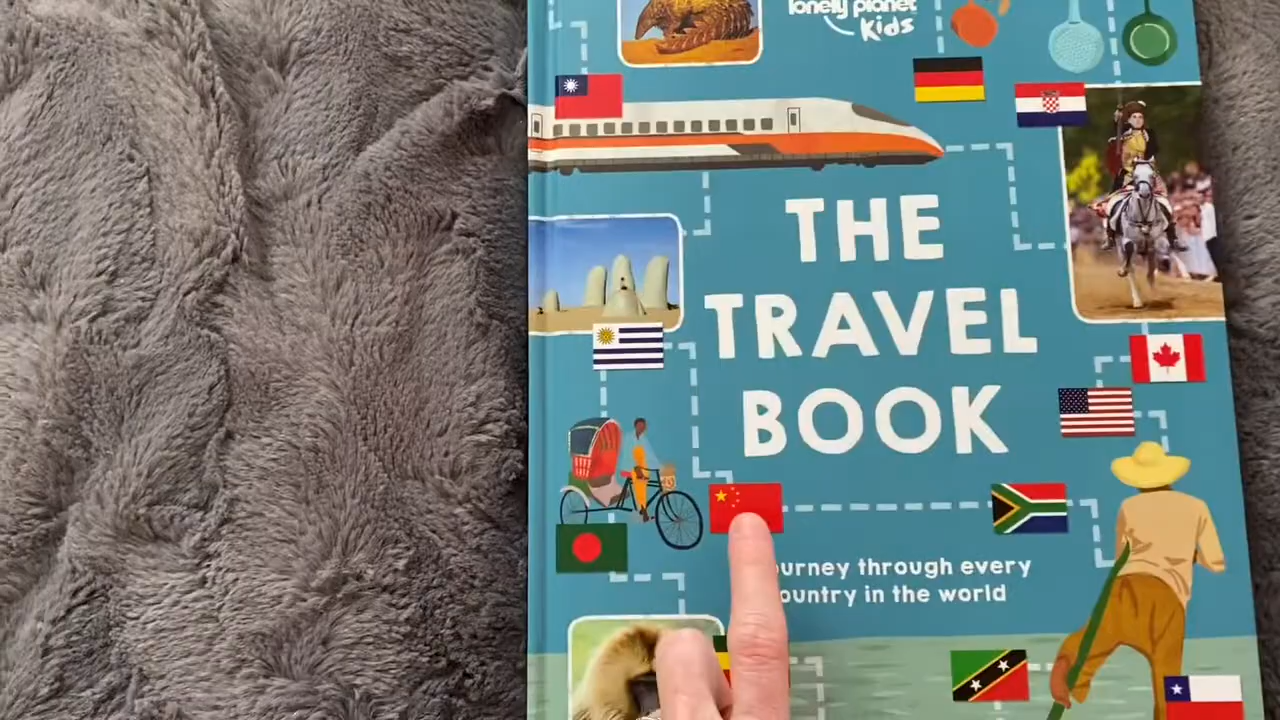 lonely planet
Kids
THE
TRAVEL
BOOK
ourney through every
ountry in the world